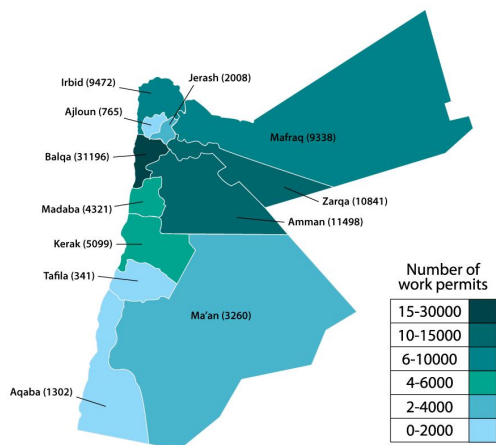 Irbid (9472)
Jerash (2008)
Ajloun (765)
Mafraq (9338)
Balqa (31196)
Zarqa (10841)
Madaba (4321)
Amman (11498)
Kerak (5099)
Tafila (341)
Ma'an (3260)
Aqaba (1302)
Number of
work permits
15-30000
10-15000
6-10000
4-6000
2-4000
0-2000